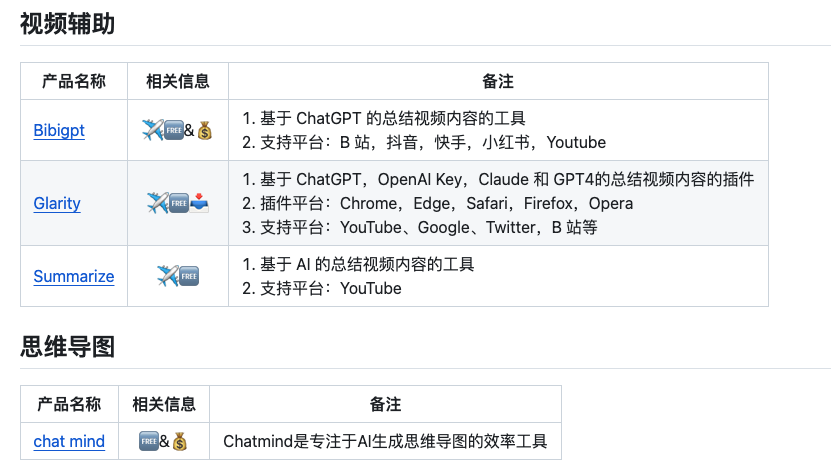 视频辅助
产品名称 相关信息 备注
Bibigpt ✈️🆓&💰 1. 基于 ChatGPT 的总结视频内容的工具
2. 支持平台：B 站，抖音，快手，小红书，Youtube
Glarity ✈️🆓📥 1. 基于 ChatGPT，OpenAI Key，Claude 和 GPT4的总结视频内容的插件
2. 插件平台：Chrome，Edge，Safari，Firefox，Opera
3. 支持平台：YouTube、Google、Twitter，B 站等
Summarize ✈️🆓 1. 基于 AI 的总结视频内容的工具
2. 支持平台：YouTube
思维导图
产品名称 相关信息 备注
chat mind 🆓&💰 Chatmind是专注于AI生成思维导图的效率工具